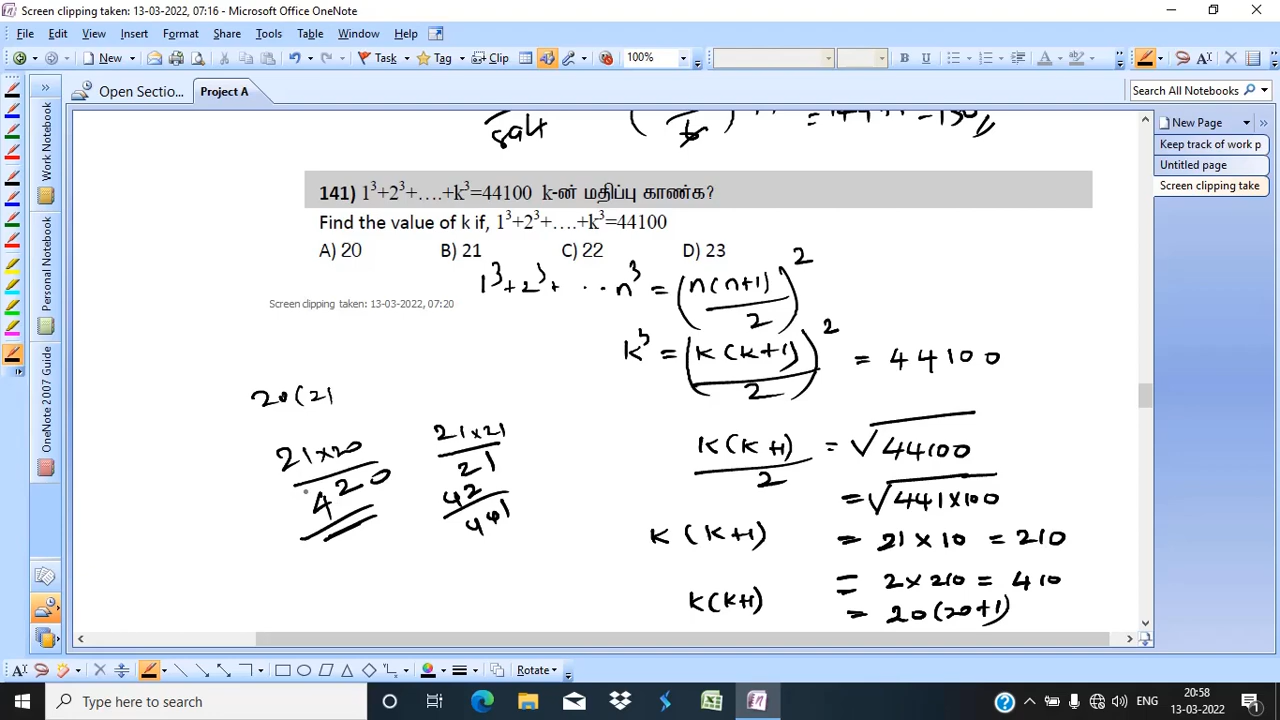 Screen clipping taken: 13-03-2022, 07:16 - Microsoft Office OneNote
File Edit View Insert Format Share Tools Table Window Help
New Task Tag Clip 100% B U A
Open Sectio... Project A Search All Notebooks
New Page
Keep track of work p
Untitled page
Screen clipping take
Work Notebook
Personal Notebook
OneNote 2007 Guide
salt
141) 1³+2³+….+k³=44100 k-ன் மதிப்பு காண்க?
Find the value of k if, 1³+2³+….+k³=44100
A) 20 B) 21 C) 22 D) 23
1³+2³+ ...n³ = (n(n+1)/2)²
Screen clipping taken: 13-03-2022, 07:20
k³ = (k(k+1)/2)² = 44100
20(21
21×20
420
21×21
21
42
441
k(k+1)/2 = √44100
= √441×100
k(k+1) = 21×10 = 210
= 2×210 = 410
k(k+1) = 20(20+1)
Rotate
Type here to search
ENG
20:58
13-03-2022